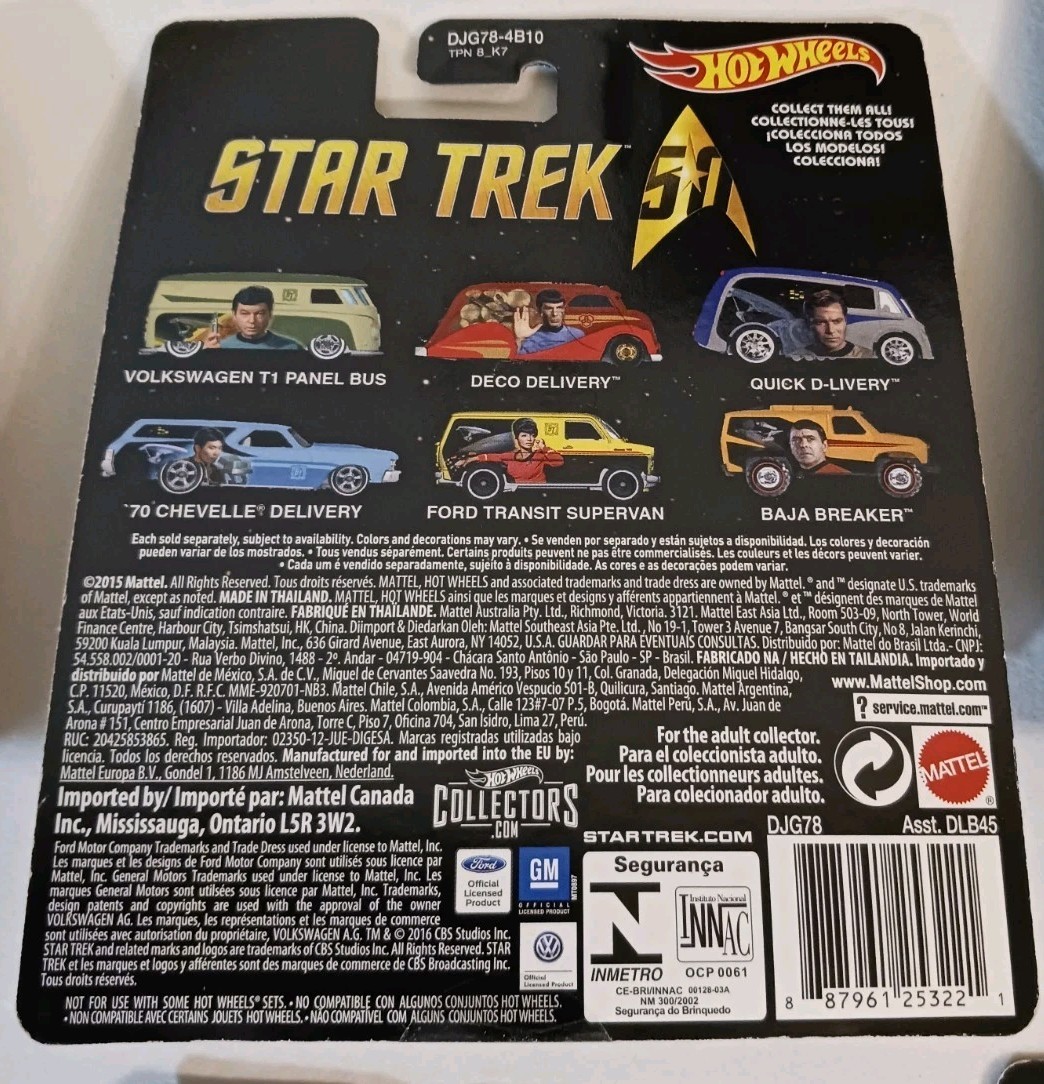 DJG78-4B10
TPN 8_K7
HOT WHEELS
COLLECT THEM ALL!
COLLECTIONNE-LES TOUS!
¡COLECCIONA TODOS
LOS MODELOS!
COLECCIONA!
STAR TREK™ 50
VOLKSWAGEN T1 PANEL BUS
DECO DELIVERY™
QUICK D-LIVERY™
'70 CHEVELLE® DELIVERY
FORD TRANSIT SUPERVAN
BAJA BREAKER™
Each sold separately, subject to availability. Colors and decorations may vary. • Se venden por separado y están sujetos a disponibilidad. Los colores y decoración
pueden variar de los mostrados. • Tous vendus séparément. Certains produits peuvent ne pas être commercialisés. Les couleurs et les décors peuvent varier.
• Cada um é vendido separadamente, sujeito à disponibilidade. As cores e as decorações podem variar.
©2015 Mattel. All Rights Reserved. Tous droits réservés. MATTEL, HOT WHEELS and associated trademarks and trade dress are owned by Mattel. ® and ™ designate U.S. trademarks
of Mattel, except as noted. MADE IN THAILAND. MATTEL, HOT WHEELS ainsi que les marques et designs y afférents appartiennent à Mattel. ® et ™ désignent des marques de Mattel
aux États-Unis, sauf indication contraire. FABRIQUÉ EN THAÏLANDE. Mattel Australia Pty. Ltd., Richmond, Victoria. 3121. Mattel East Asia Ltd., Room 503-09, North Tower, World
Finance Centre, Harbour City, Tsimshatsui, HK, China. Diimport & Diedarkan Oleh: Mattel Southeast Asia Pte. Ltd., No 19-1, Tower 3 Avenue 7, Bangsar South City, No 8, Jalan Kerinchi,
59200 Kuala Lumpur, Malaysia. Mattel, Inc., 636 Girard Avenue, East Aurora, NY 14052, U.S.A. GUARDAR PARA EVENTUAIS CONSULTAS. Distribuído por: Mattel do Brasil Ltda.- CNPJ:
54.558.002/0001-20 - Rua Verbo Divino, 1488 - 2º. Andar - 04719-904 - Chácara Santo Antônio - São Paulo - SP - Brasil. FABRICADO NA / HECHO EN TAILANDIA. Importado y
distribuido por Mattel de México, S.A. de C.V., Miguel de Cervantes Saavedra No. 193, Pisos 10 y 11, Col. Granada, Delegación Miguel Hidalgo,
C.P. 11520, México, D.F. R.F.C. MME-920701-NB3. Mattel Chile, S.A., Avenida Américo Vespucio 501-B, Quilicura, Santiago. Mattel Argentina,
S.A., Curupaytí 1186, (1607) - Villa Adelina, Buenos Aires. Mattel Colombia, S.A., Calle 123#7-07 P.5, Bogotá. Mattel Perú, S.A., Av. Juan de
Arona # 151, Centro Empresarial Juan de Arona, Torre C, Piso 7, Oficina 704, San Isidro, Lima 27, Perú.
RUC: 20425853865. Reg. Importador: 02350-12-JUE-DIGESA. Marcas registradas utilizadas bajo
licencia. Todos los derechos reservados. Manufactured for and imported into the EU by:
Mattel Europa B.V., Gondel 1, 1186 MJ Amstelveen, Nederland.
www.MattelShop.com
? service.mattel.com™
For the adult collector.
Para el coleccionista adulto.
Pour les collectionneurs adultes.
Para colecionador adulto.
MATTEL®
Imported by/ Importé par: Mattel Canada
Inc., Mississauga, Ontario L5R 3W2.
HOT WHEELS
COLLECTORS
.COM
STARTREK.COM
DJG78 Asst. DLB45
Ford Motor Company Trademarks and Trade Dress used under license to Mattel, Inc.
Les marques et les designs de Ford Motor Company sont utilisés sous licence par
Mattel, Inc. General Motors Trademarks used under license to Mattel, Inc. Les
marques General Motors sont utilsées sous licence par Mattel, Inc. Trademarks,
design patents and copyrights are used with the approval of the owner
VOLKSWAGEN AG. Les marques, les représentations et les marques de commerce
sont utilisées avec autorisation du propriétaire, VOLKSWAGEN A.G. TM & © 2016 CBS Studios Inc.
STAR TREK and related marks and logos are trademarks of CBS Studios Inc. All Rights Reserved. STAR
TREK et les marques et logos y afférentes sont des marques de commerce de CBS Broadcasting Inc.
Tous droits réservés.
Ford
Official
Licensed
Product
GM
OFFICIAL
LICENSED PRODUCT
MT0897
VW
Official
Licensed Product
Segurança
N
INMETRO
Instituto Nacional
INNAC
OCP 0061
CE-BRI/INNAC 00126-03A
NM 300/2002
Segurança do Brinquedo
8 87961 25322 1
NOT FOR USE WITH SOME HOT WHEELS® SETS. • NO COMPATIBLE CON ALGUNOS CONJUNTOS HOT WHEELS.
• NON COMPATIBLE AVEC CERTAINS JOUETS HOT WHEELS. • NÃO COMPATÍVEL COM ALGUNS CONJUNTOS HOT WHEELS.